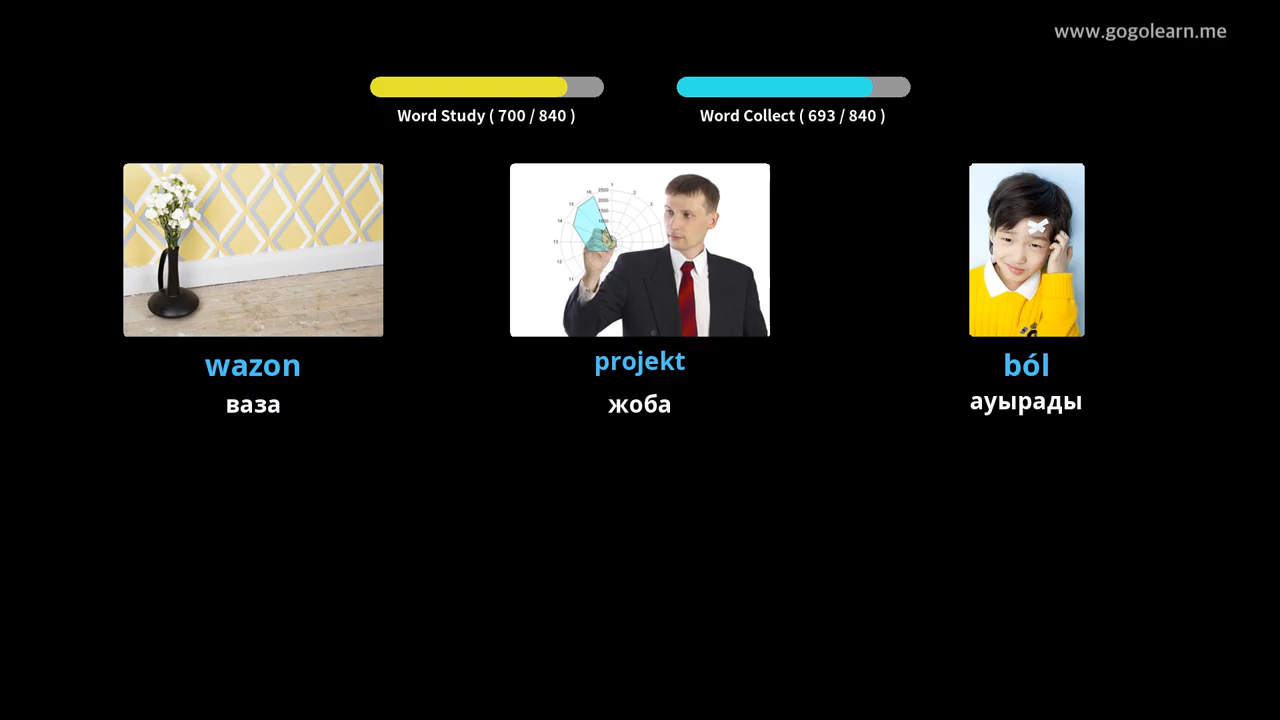 www.gogolearn.me
Word Study ( 700 / 840 )
Word Collect ( 693 / 840 )
wazon
projekt
ból
ваза
жоба
ауырады